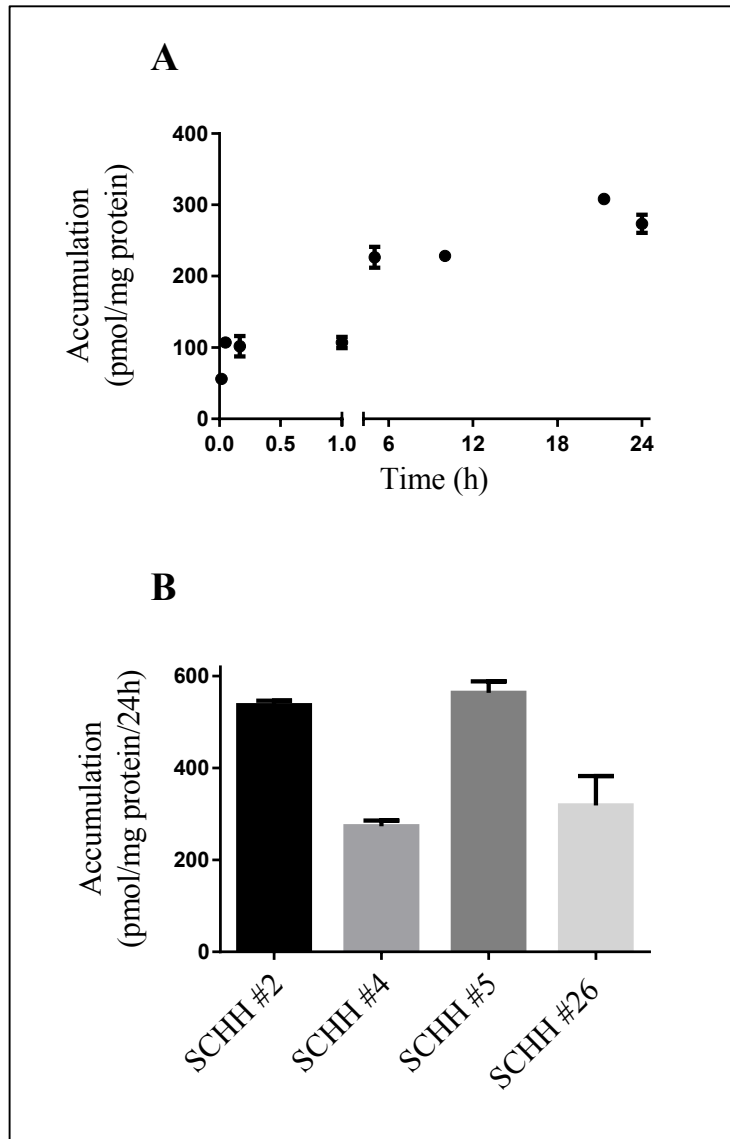 A
Accumulation
(pmol/mg protein)
400
300
200
100
0
0.0 0.5 1.0 6 12 18 24
Time (h)
B
Accumulation
(pmol/mg protein/24h)
600
400
200
0
SCHH #2 SCHH #4 SCHH #5 SCHH #26